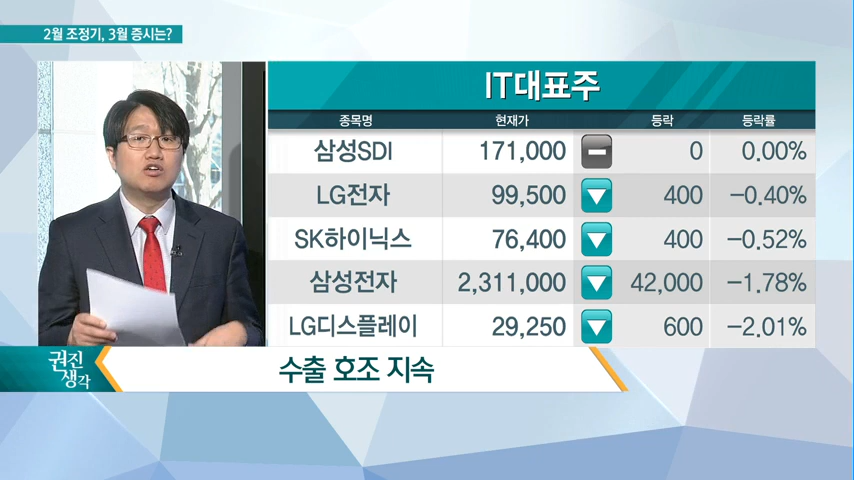 2월 조정기, 3월 증시는?
IT대표주
종목명 현재가 등락 등락률
삼성SDI 171,000 0 0.00%
LG전자 99,500 400 -0.40%
SK하이닉스 76,400 400 -0.52%
삼성전자 2,311,000 42,000 -1.78%
LG디스플레이 29,250 600 -2.01%
권진
생각
수출 호조 지속